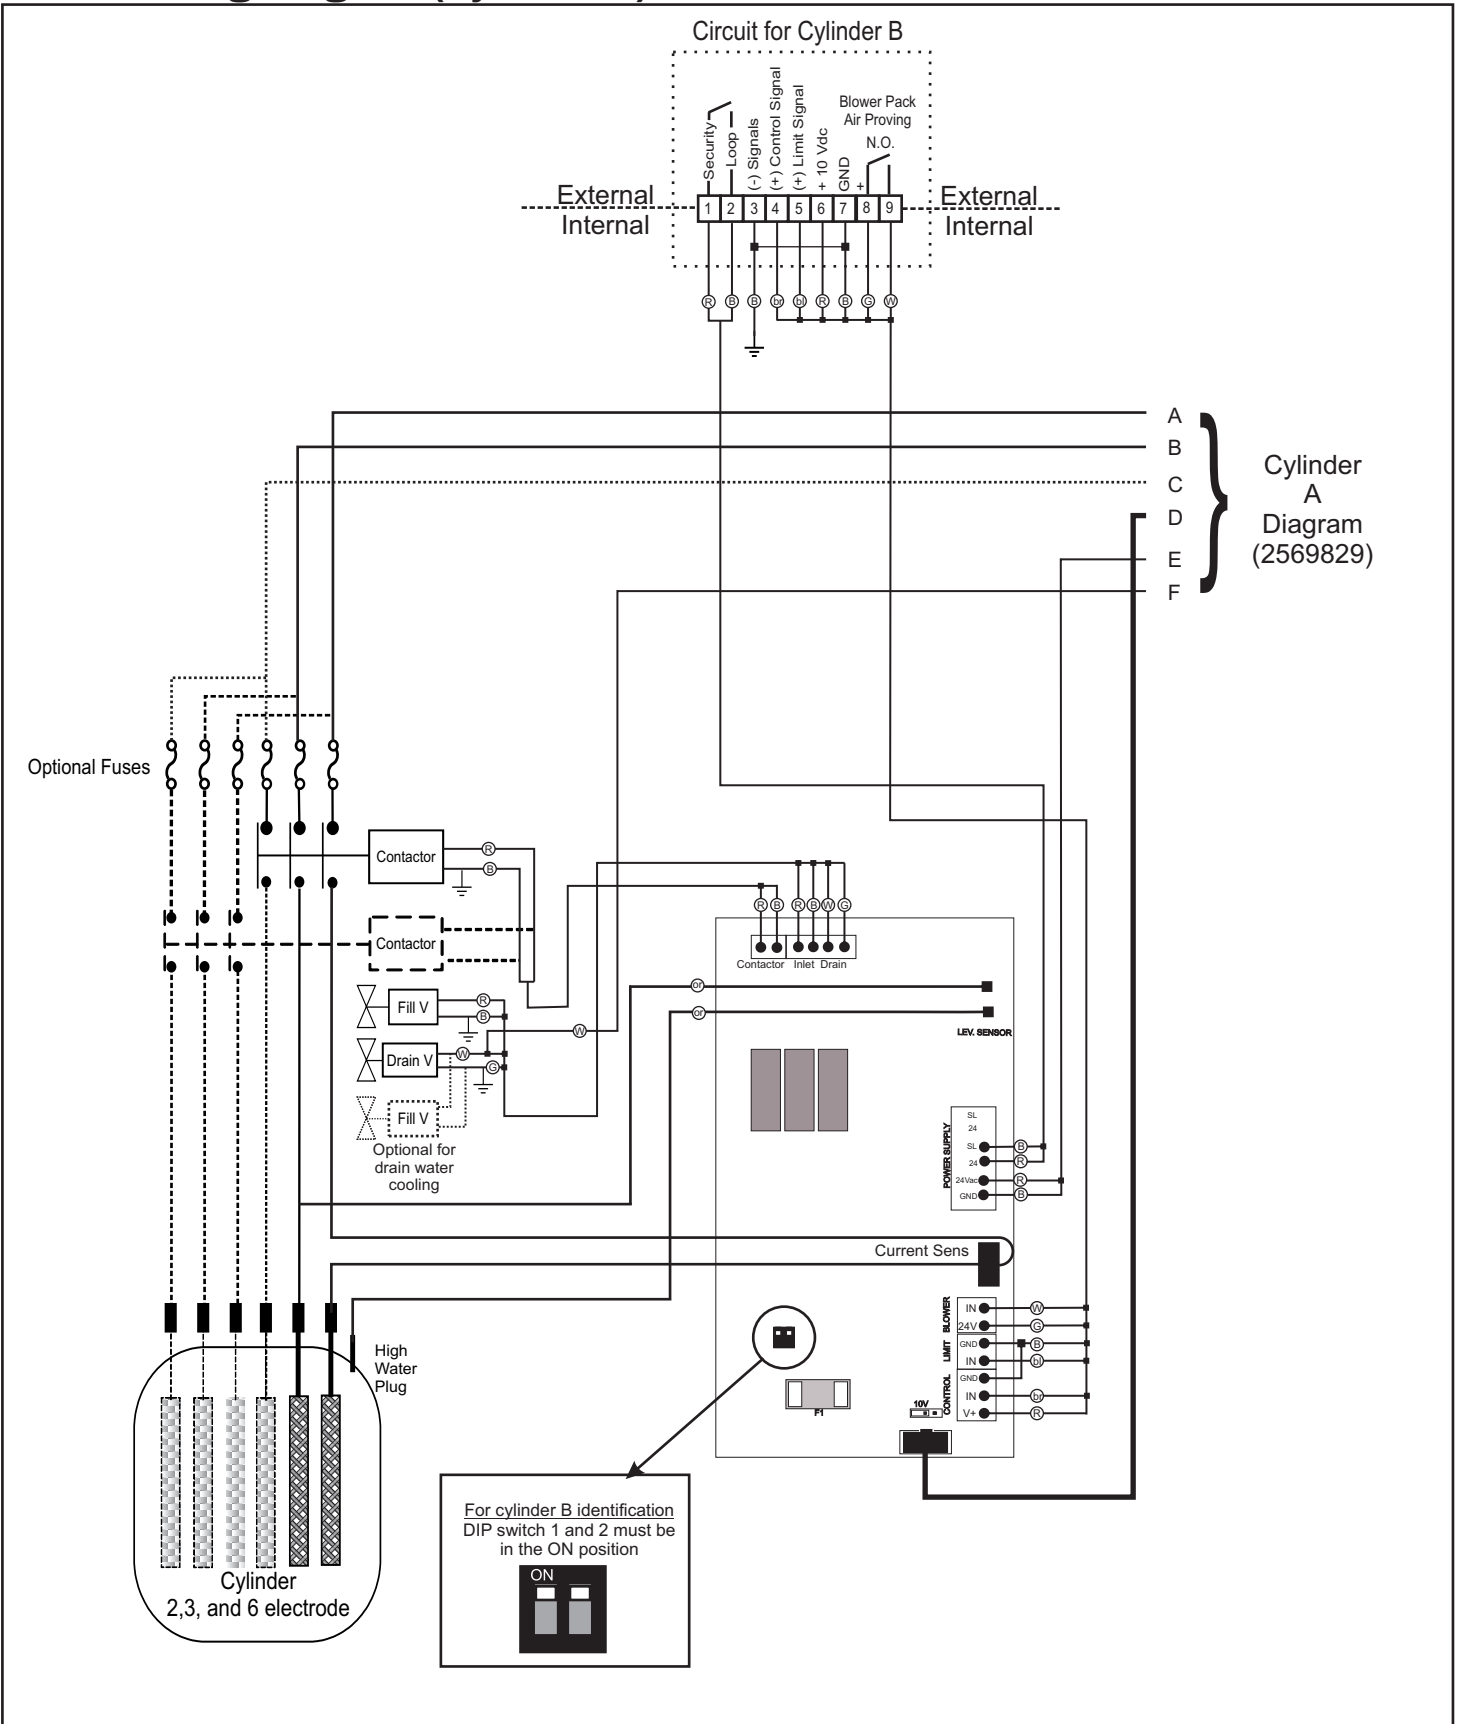 Circuit for Cylinder B
Security
Loop
(-) Signals
(+) Control Signal
(+) Limit Signal
+ 10 Vdc
GND
+
Blower Pack
Air Proving
N.O.
External
Internal
1 2 3 4 5 6 7 8 9
External
Internal
R B B br bl R B G W
A
B
C
D
E
F
Cylinder
A
Diagram
(2569829)
Optional Fuses
Contactor
R
B
Contactor
R B R B W G
Contactor Inlet Drain
Fill V
R
B
W
Drain V
W
G
Fill V
Optional for
drain water
cooling
or
or
LEV. SENSOR
POWER SUPPLY
SL
24
SL B
24 R
24Vac R
GND B
Current Sens
BLOWER
IN W
24V G
LIMIT
GND B
IN bl
CONTROL
GND
IN br
V+ R
10V
F1
High
Water
Plug
Cylinder
2,3, and 6 electrode
For cylinder B identification
DIP switch 1 and 2 must be
in the ON position
ON